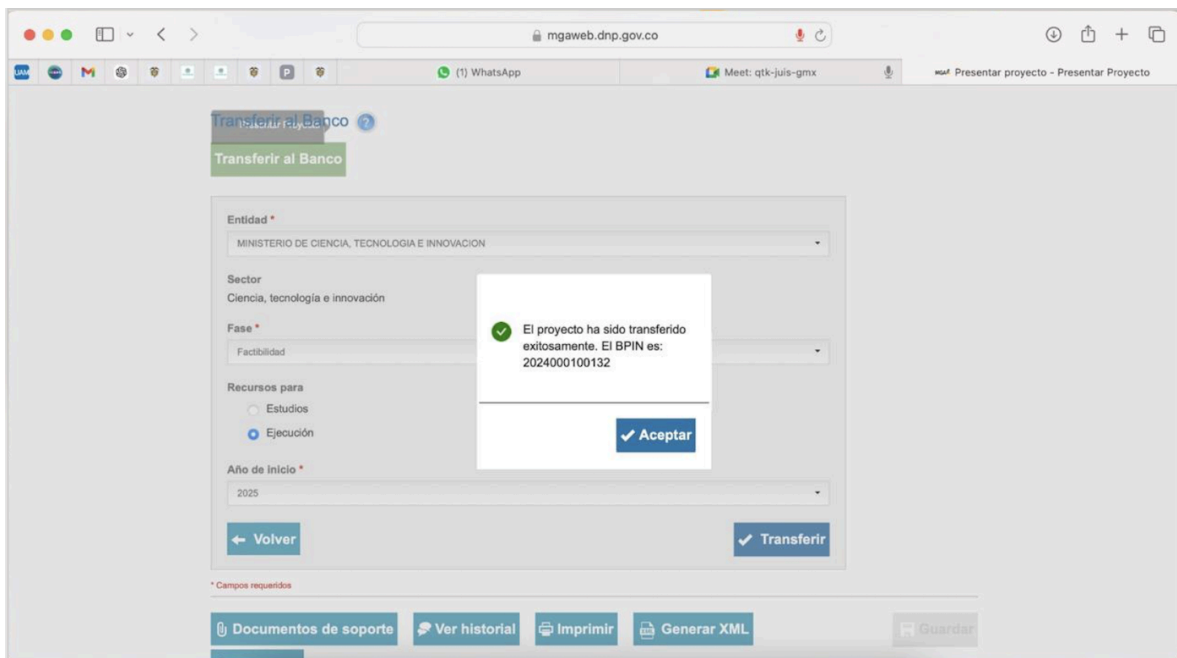 mgaweb.dnp.gov.co
UAM
P
(1) WhatsApp
Meet: qtk-juis-gmx
Presentar proyecto - Presentar Proyecto
Transferir al Banco
Transferir al Banco
Entidad *
MINISTERIO DE CIENCIA, TECNOLOGIA E INNOVACION
Sector
Ciencia, tecnología e innovación
Fase *
Factibilidad
El proyecto ha sido transferido
exitosamente. El BPIN es:
2024000100132
Recursos para
Estudios
Ejecución
Aceptar
Año de inicio *
2025
Volver
Transferir
* Campos requeridos
Documentos de soporte
Ver historial
Imprimir
Generar XML
Guardar